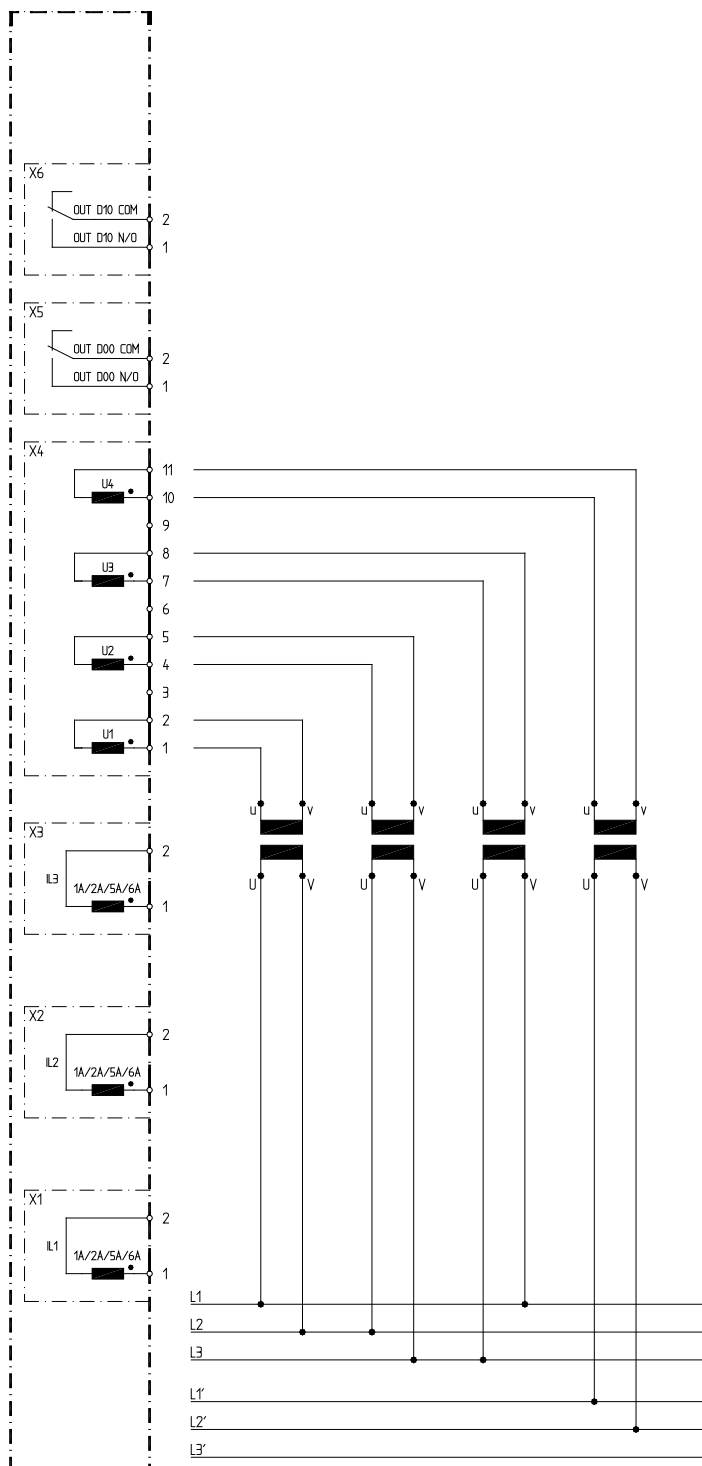 X6
OUT D10 COM 2
OUT D10 N/O 1
X5
OUT D00 COM 2
OUT D00 N/O 1
X4
11
U4
10
9
8
U3
7
6
5
U2
4
3
2
U1
1
u v u v u v u v
X3
2
IL3
1A/2A/5A/6A
1
U V U V U V U V
X2
2
IL2
1A/2A/5A/6A
1
X1
2
IL1
1A/2A/5A/6A
1
L1
L2
L3
L1'
L2'
L3'